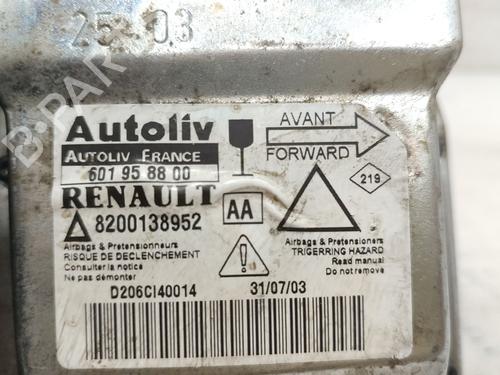 25-03
B-PARTS
Autoliv
AUTOLIV FRANCE
601 95 88 00
RENAULT
8200138952
AVANT
FORWARD
219
AA
Airbags & Pretensionneurs
RISQUE DE DECLENCHEMENT
Consulter la notice
Ne pas démonter
Airbags & Pretensioners
TRIGERRING HAZARD
Read manual
Do not remove
D206CI40014 31/07/03